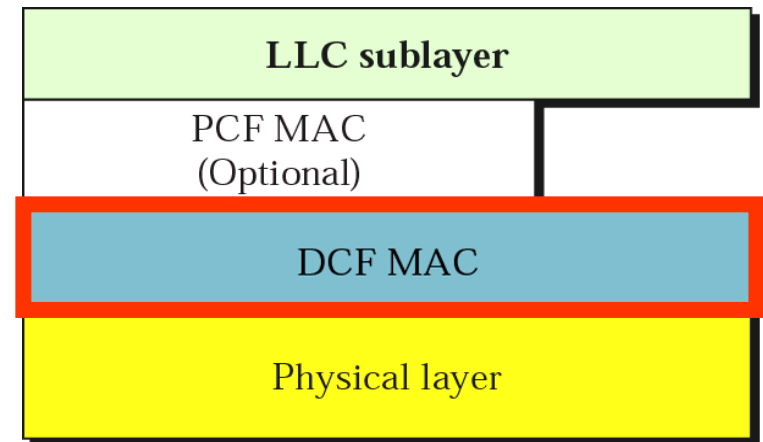 LLC sublayer
PCF MAC
(Optional)
DCF MAC
Physical layer